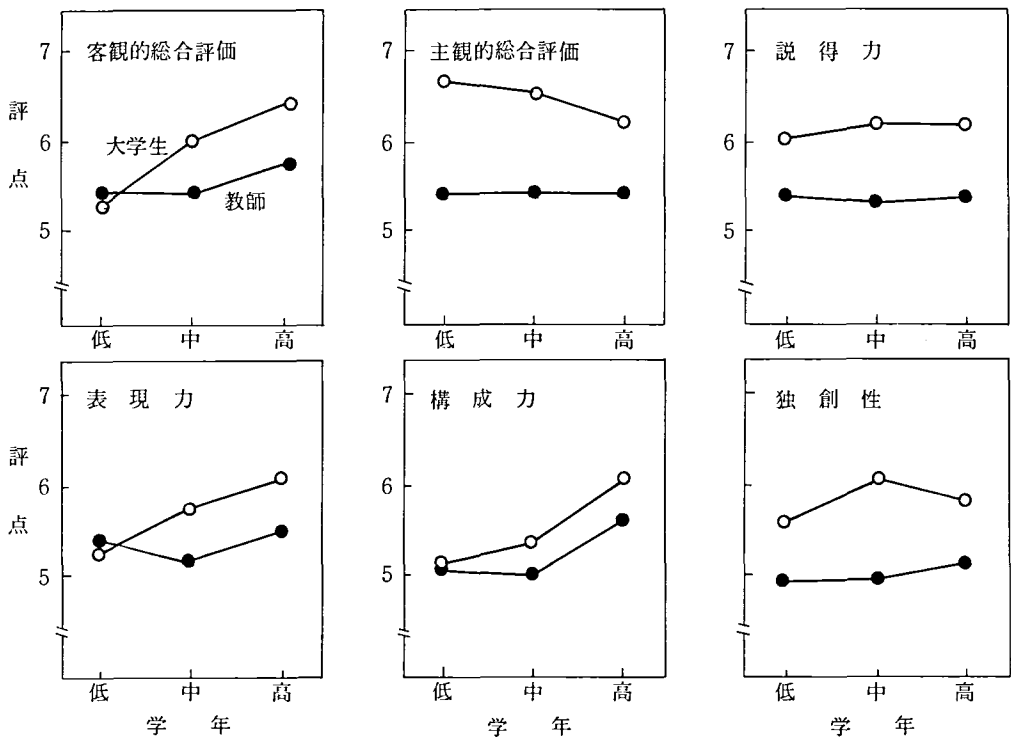 客観的総合評価
7
評
6
点
5
大学生
教師
低 中 高
主観的総合評価
7
6
5
低 中 高
説得力
7
6
5
低 中 高
表現力
7
評
6
点
5
低 中 高
学年
構成力
7
6
5
低 中 高
学年
独創性
低 中 高
学年